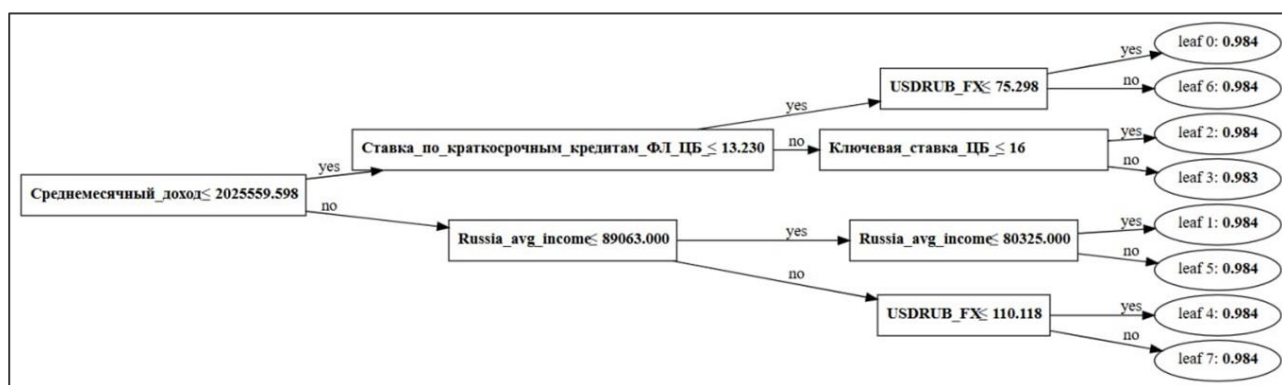 leaf 0: 0.984
yes
USDRUB_FX≤ 75.298
no
leaf 6: 0.984
yes
Ставка_по_краткосрочным_кредитам_ФЛ_ЦБ_≤ 13.230
no
Ключевая_ставка_ЦБ_≤ 16
yes
leaf 2: 0.984
no
leaf 3: 0.983
yes
Среднемесячный_доход≤ 2025559.598
no
Russia_avg_income≤ 89063.000
yes
Russia_avg_income≤ 80325.000
yes
leaf 1: 0.984
no
leaf 5: 0.984
no
USDRUB_FX≤ 110.118
yes
leaf 4: 0.984
no
leaf 7: 0.984